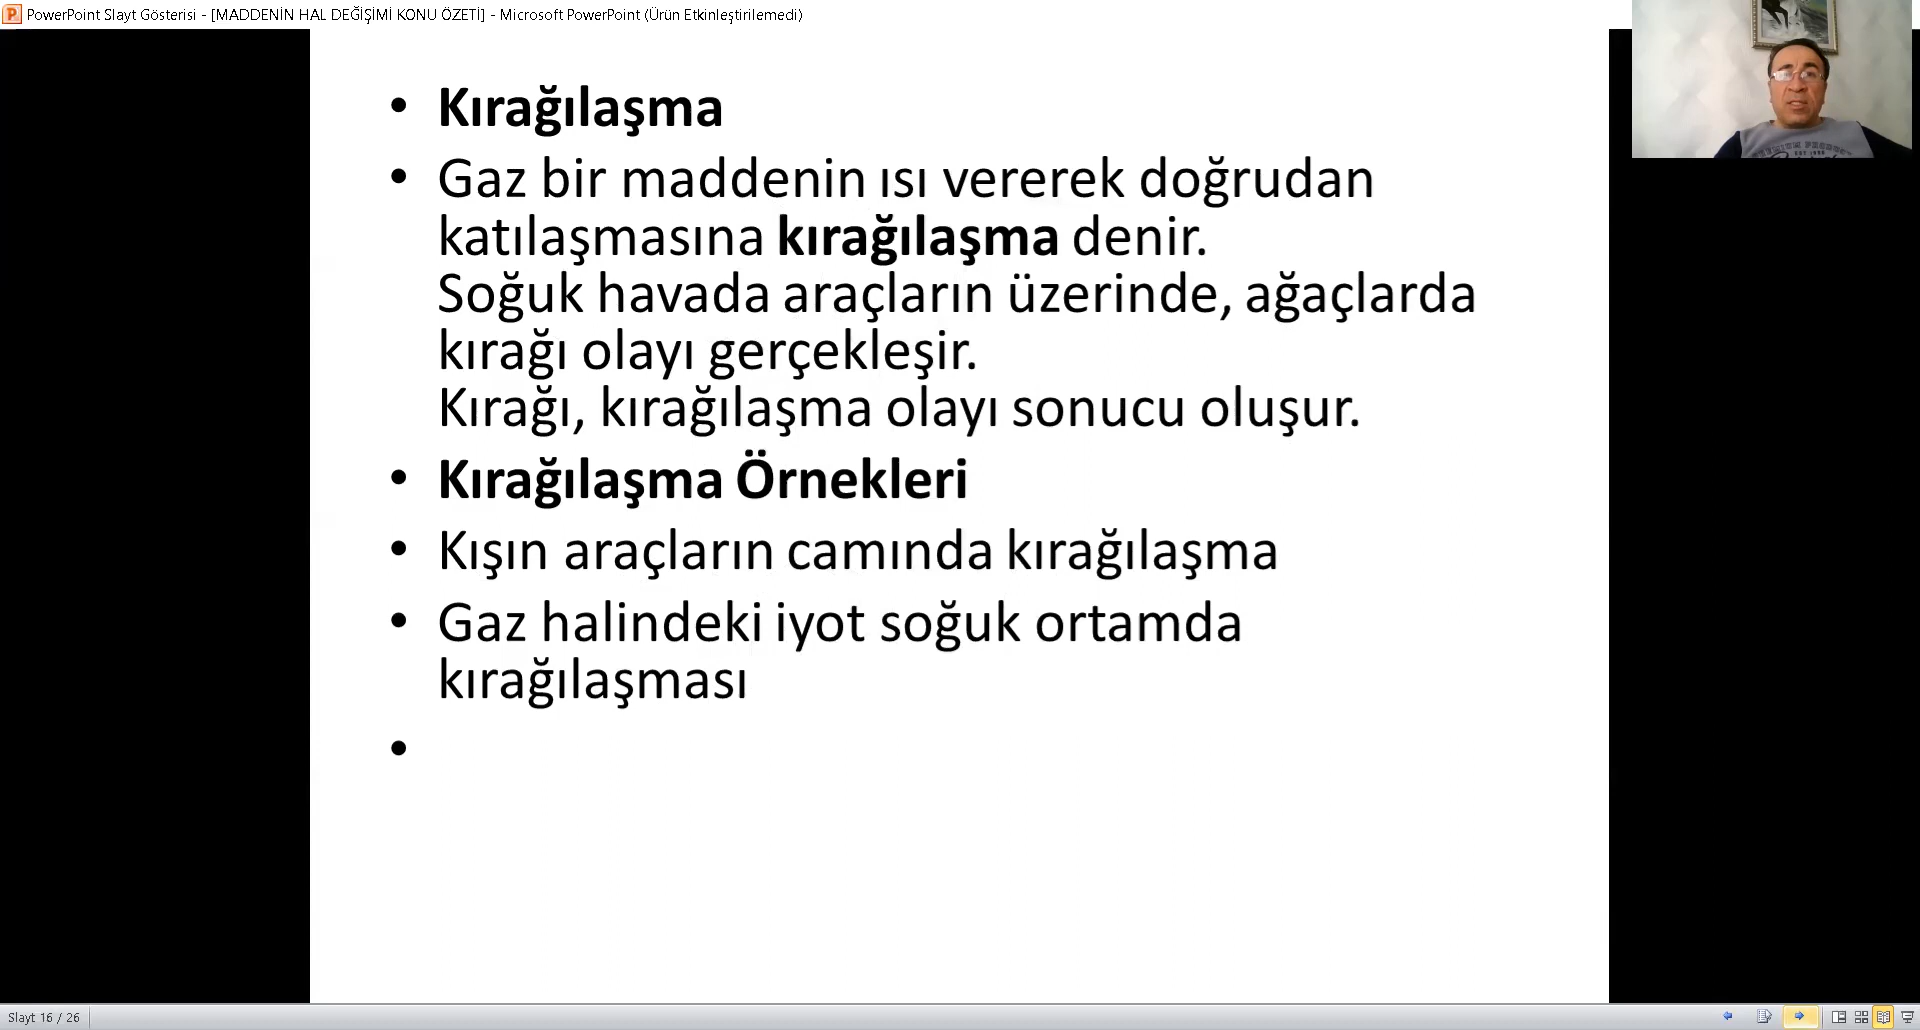 PowerPoint Slayt Gösterisi - [MADDENİN HAL DEĞİŞİMİ KONU ÖZETİ] - Microsoft PowerPoint (Ürün Etkinleştirilemedi)
• Kırağılaşma
• Gaz bir maddenin ısı vererek doğrudan
katılaşmasına kırağılaşma denir.
Soğuk havada araçların üzerinde, ağaçlarda
kırağı olayı gerçekleşir.
Kırağı, kırağılaşma olayı sonucu oluşur.
• Kırağılaşma Örnekleri
• Kışın araçların camında kırağılaşma
• Gaz halindeki iyot soğuk ortamda
kırağılaşması
•
Slayt 16 / 26